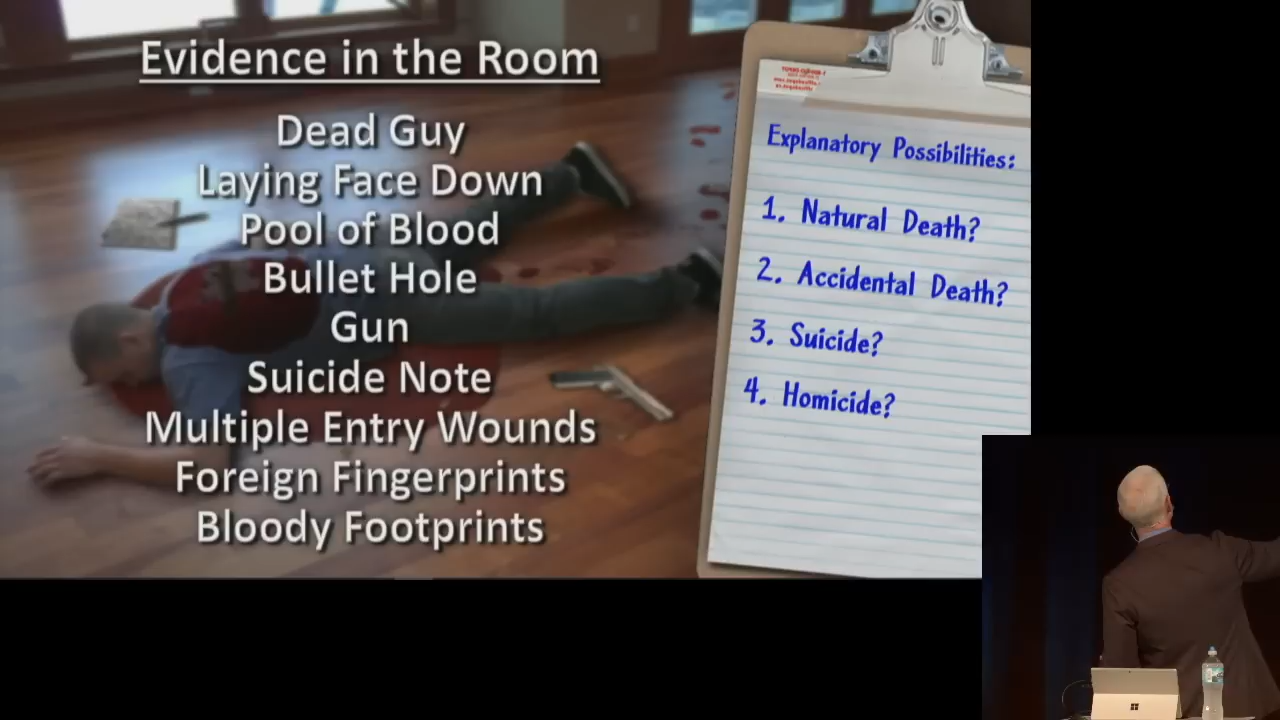 Evidence in the Room
Dead Guy
Laying Face Down
Pool of Blood
Bullet Hole
Gun
Suicide Note
Multiple Entry Wounds
Foreign Fingerprints
Bloody Footprints
Explanatory Possibilities:
1. Natural Death?
2. Accidental Death?
3. Suicide?
4. Homicide?